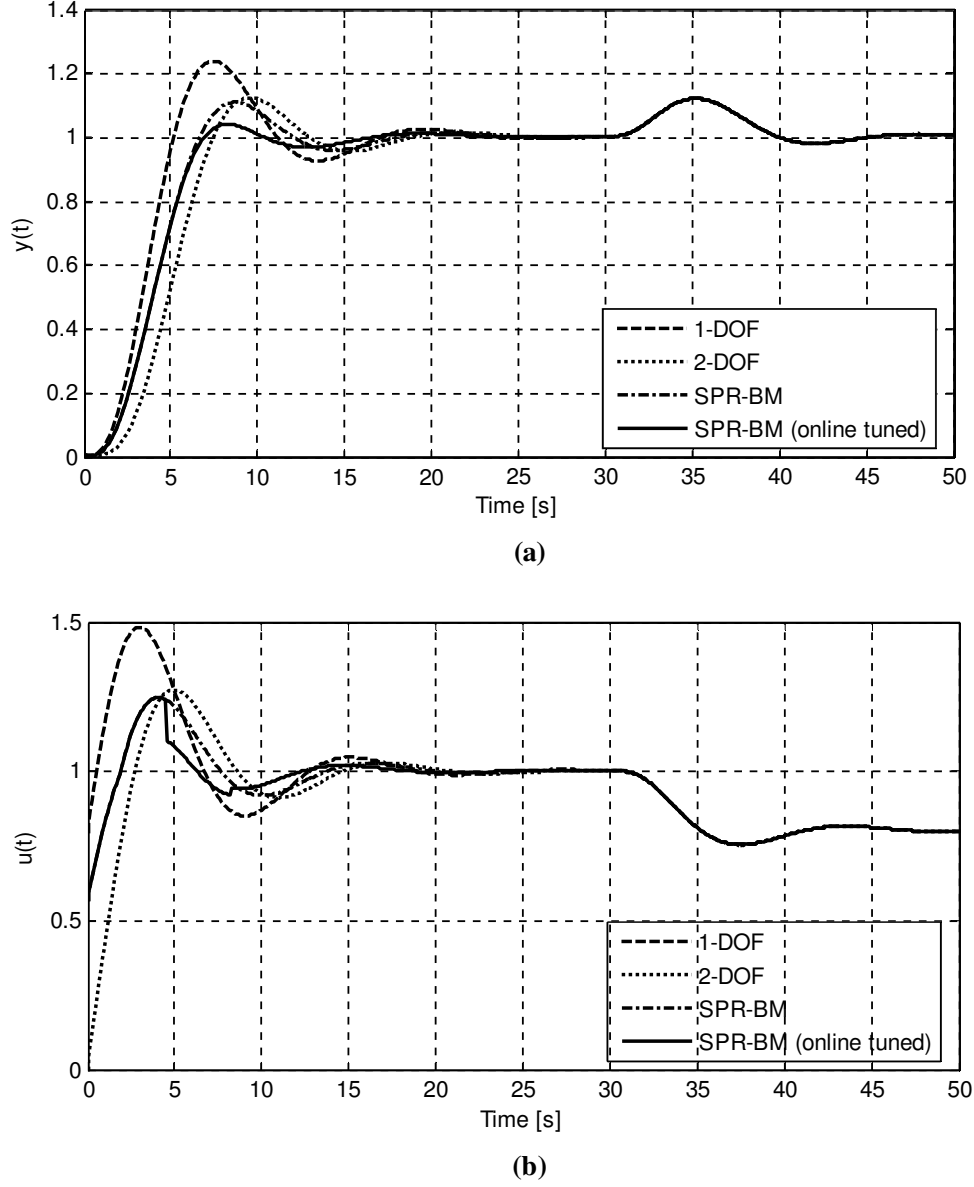 1.4
1.2
1
0.8
0.6
0.4
0.2
0
y(t)
1-DOF
2-DOF
SPR-BM
SPR-BM (online tuned)
0 5 10 15 20 25 30 35 40 45 50
Time [s]
(a)
1.5
1
0.5
0
u(t)
1-DOF
2-DOF
SPR-BM
SPR-BM (online tuned)
0 5 10 15 20 25 30 35 40 45 50
Time [s]
(b)